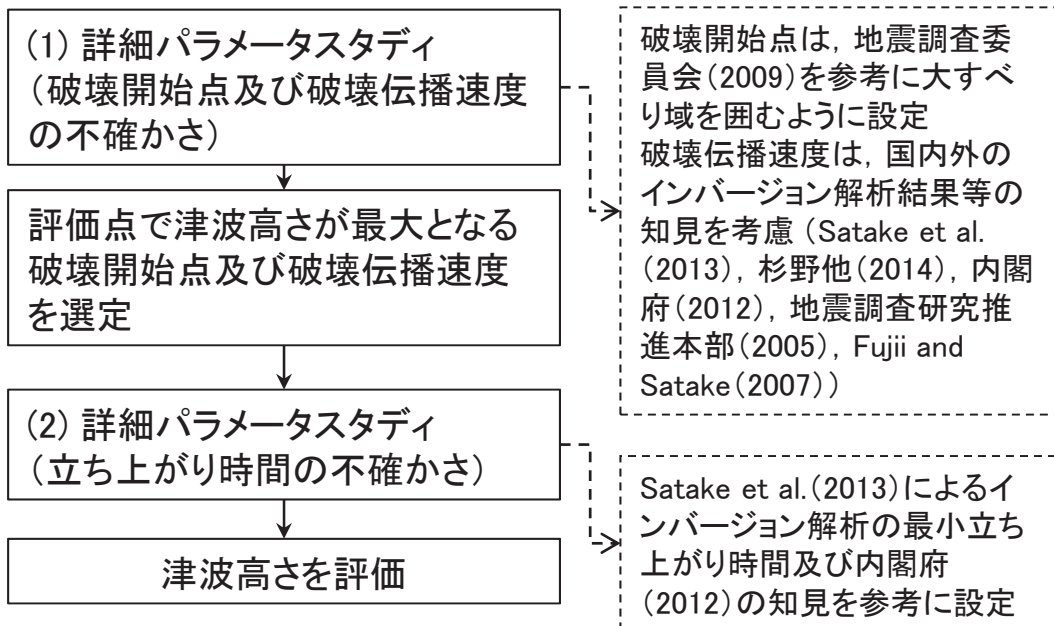 (1) 詳細パラメータスタディ
（破壊開始点及び破壊伝播速度
の不確かさ）
評価点で津波高さが最大となる
破壊開始点及び破壊伝播速度
を選定
(2) 詳細パラメータスタディ
（立ち上がり時間の不確かさ）
津波高さを評価
破壊開始点は，地震調査委
員会（2009）を参考に大すべ
り域を囲むように設定
破壊伝播速度は，国内外の
インバージョン解析結果等の
知見を考慮（Satake et al.
（2013），杉野他（2014），内閣
府（2012），地震調査研究推
進本部（2005），Fujii and
Satake（2007））
Satake et al.（2013）によるイ
ンバージョン解析の最小立ち
上がり時間及び内閣府
（2012）の知見を参考に設定